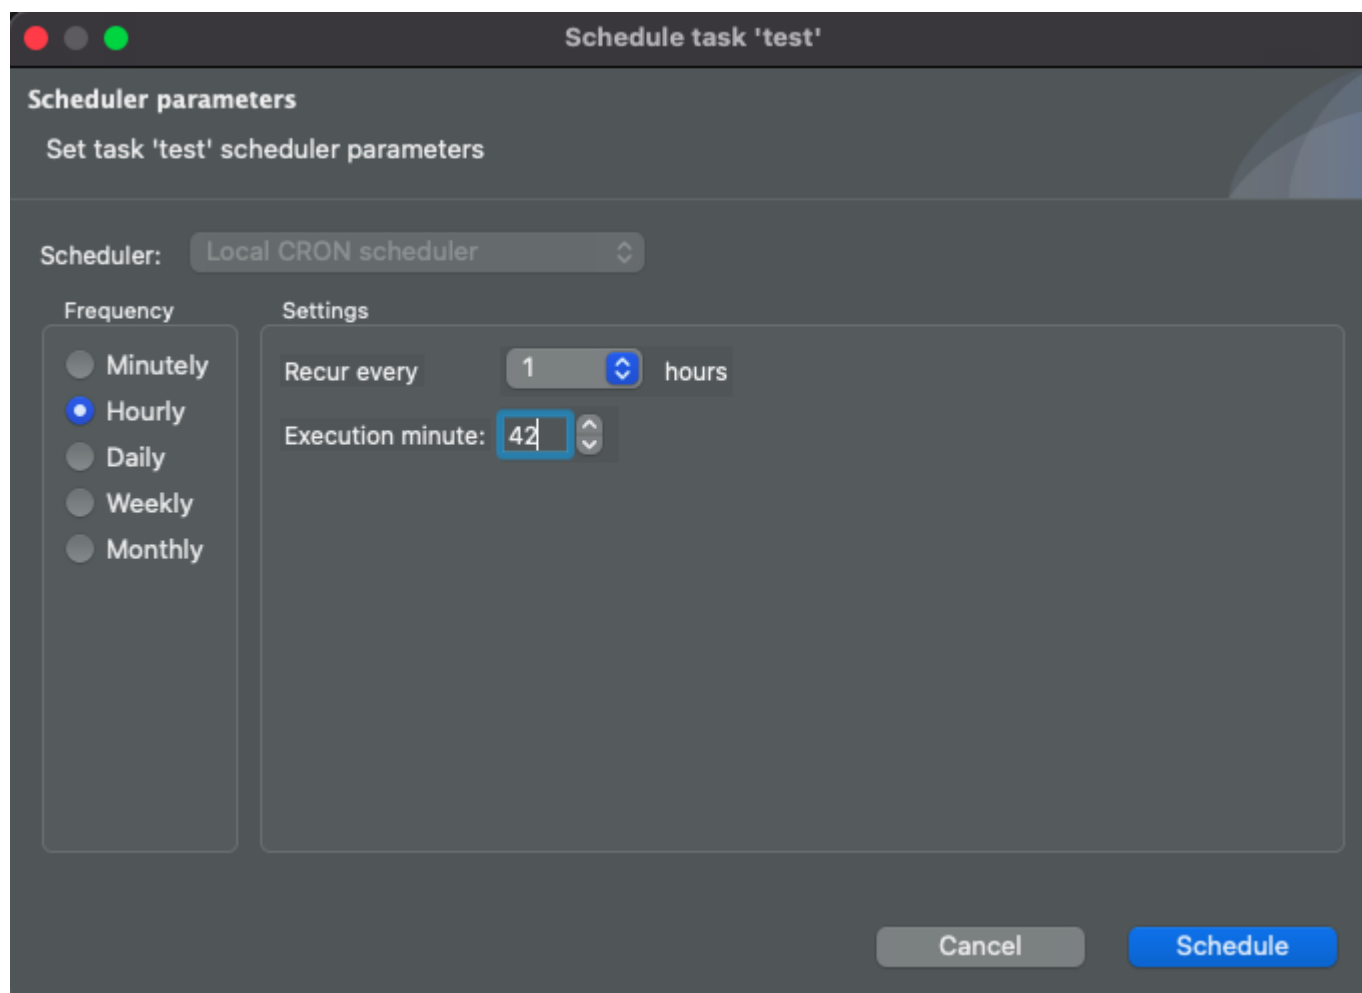 Schedule task 'test'
Scheduler parameters
Set task 'test' scheduler parameters
Scheduler: Local CRON scheduler
Frequency
Minutely
Hourly
Daily
Weekly
Monthly
Settings
Recur every 1 hours
Execution minute: 42
Cancel Schedule